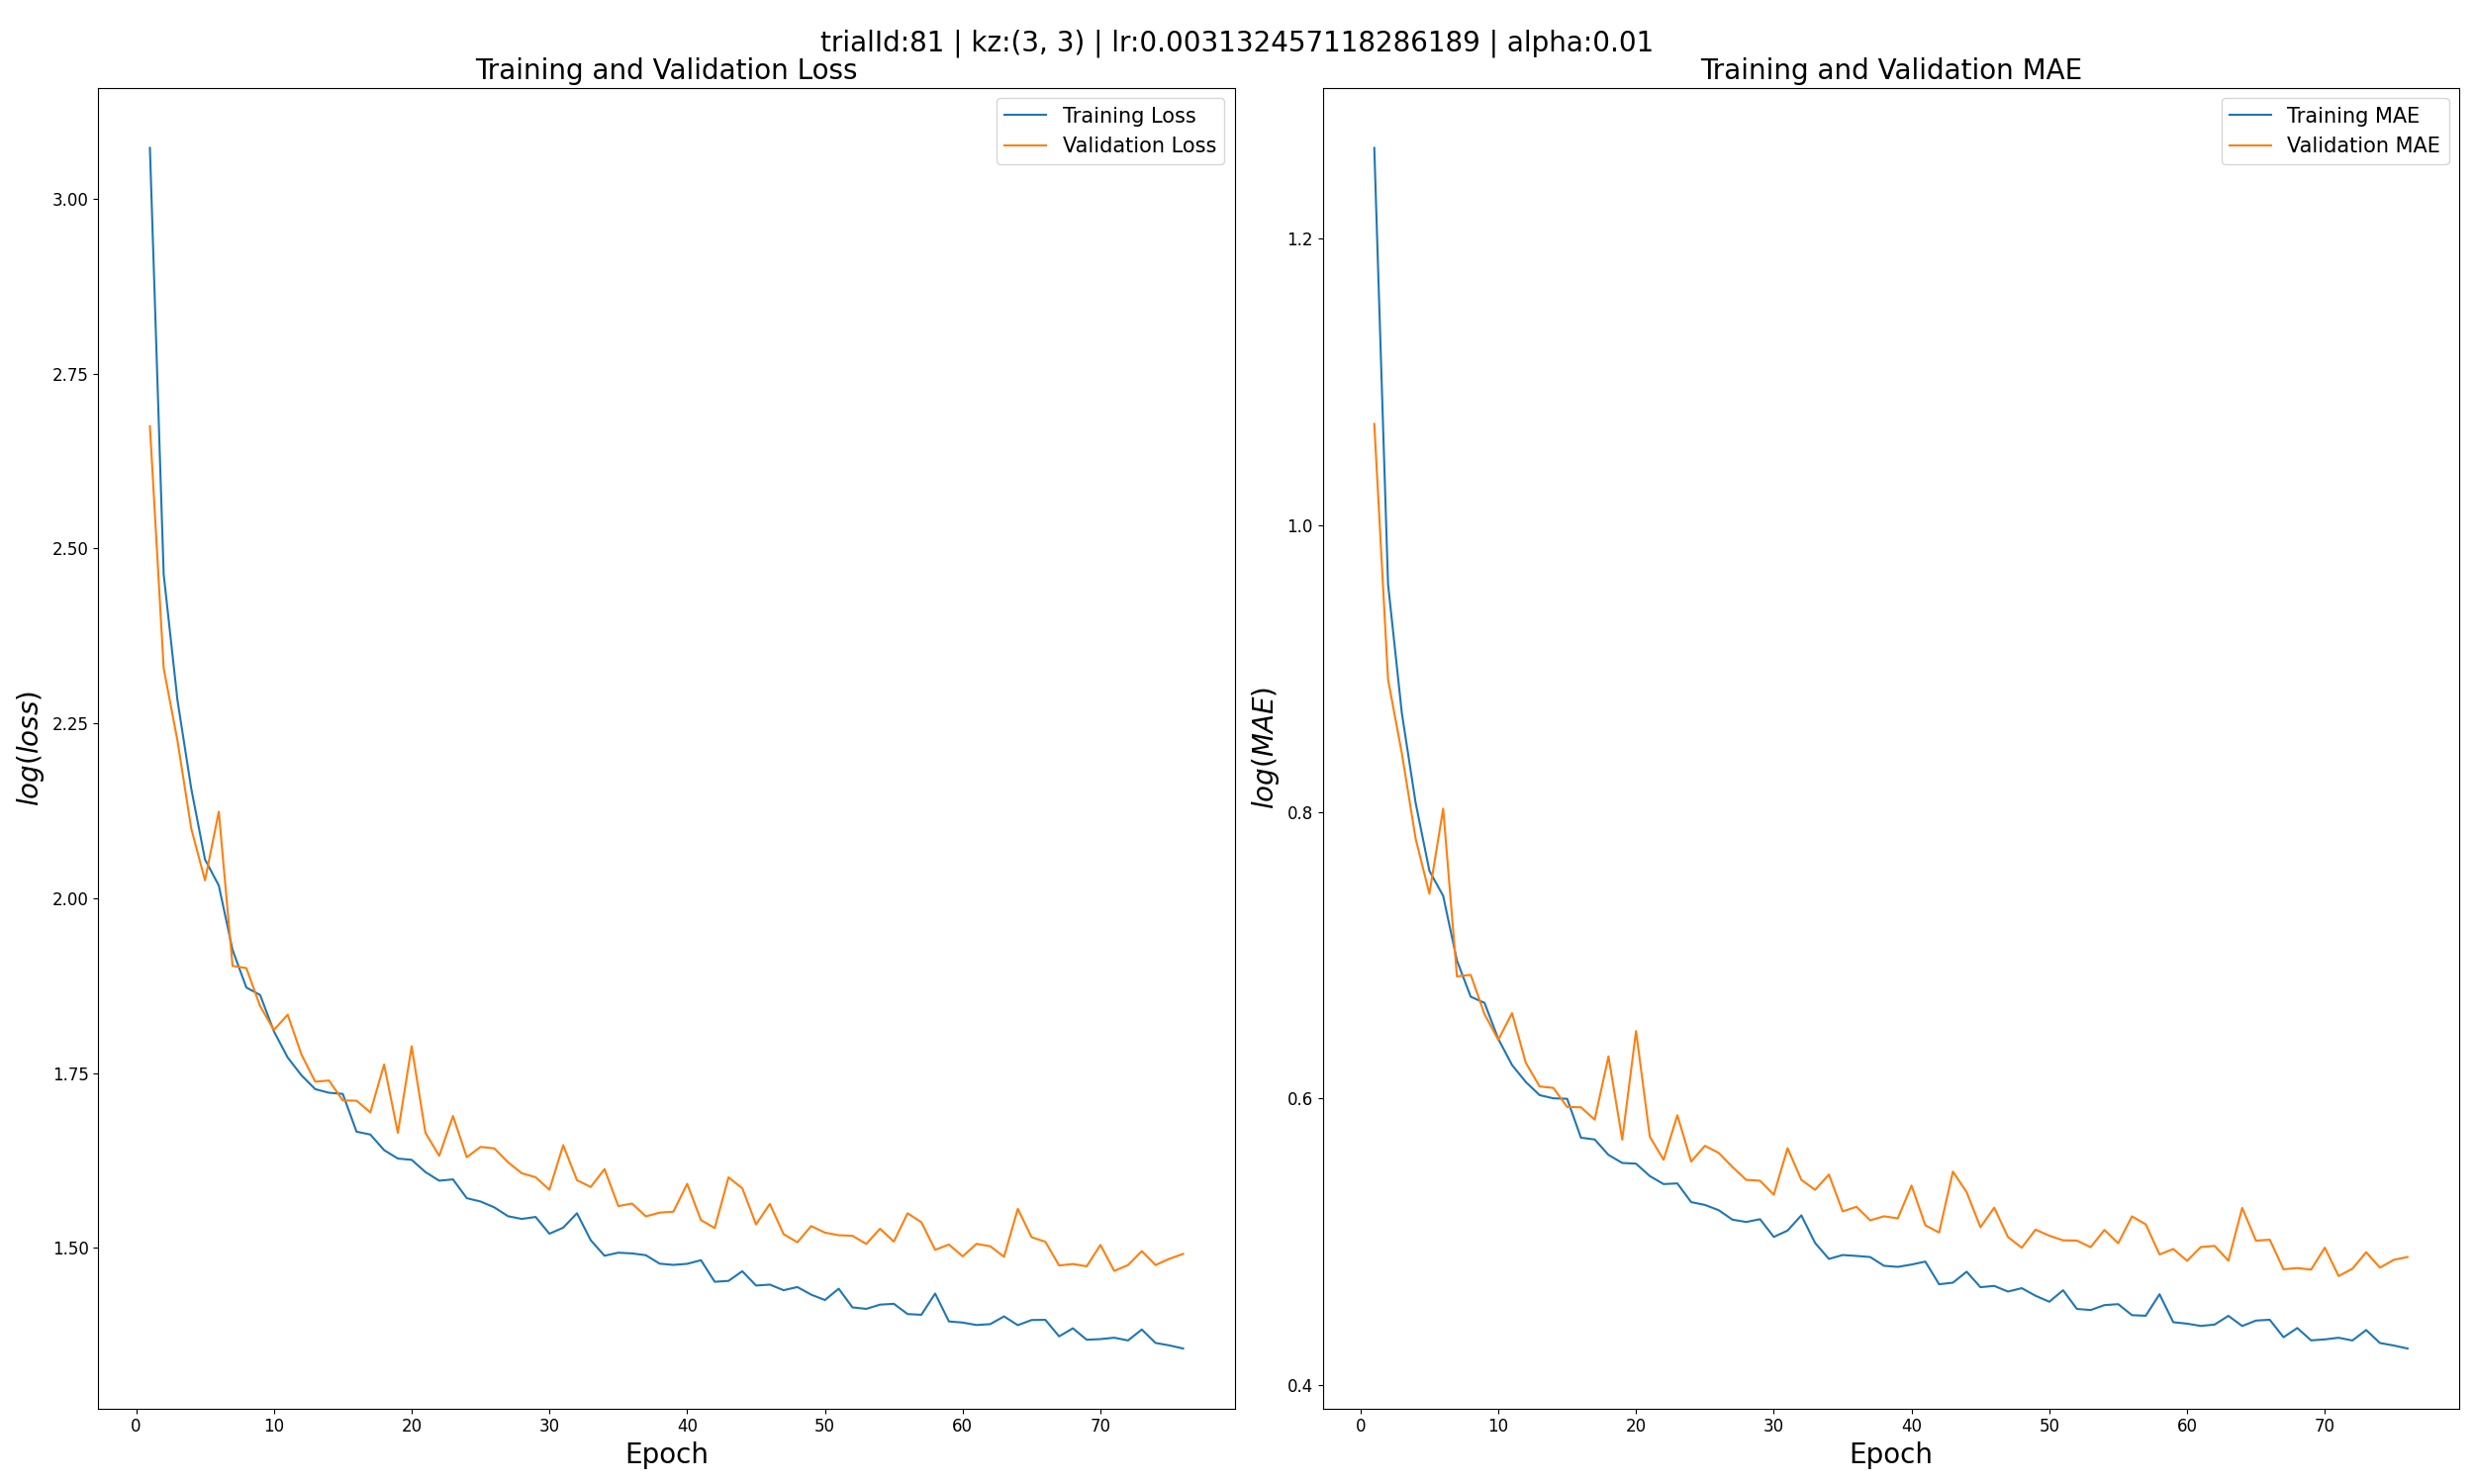 trialId:81 | kz:(3, 3) | lr:0.003132457118286189 | alpha:0.01
Training and Validation Loss
Training Loss
Validation Loss
3.00
2.75
2.50
2.25
2.00
1.75
1.50
log(loss)
0 10 20 30 40 50 60 70
Epoch
Training and Validation MAE
Training MAE
Validation MAE
1.2
1.0
0.8
0.6
0.4
log(MAE)
0 10 20 30 40 50 60 70
Epoch